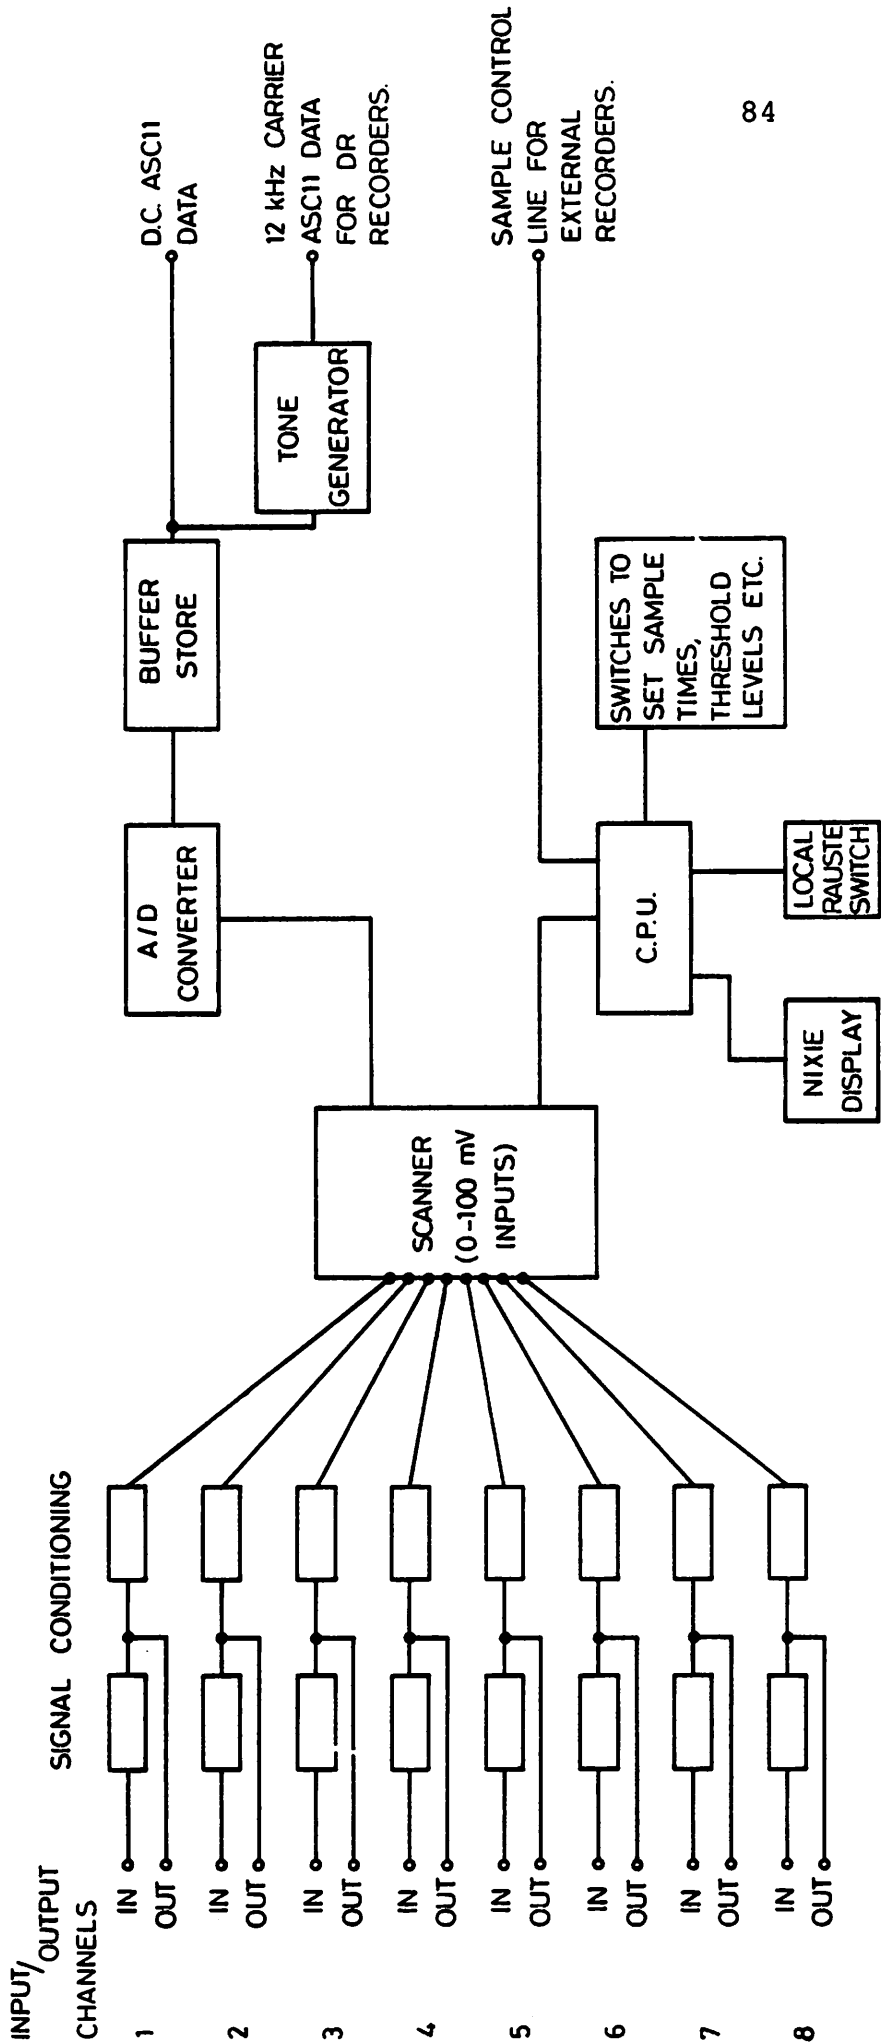 84
INPUT/OUTPUT
CHANNELS
SIGNAL CONDITIONING
1
IN
OUT
2
IN
OUT
3
IN
OUT
4
IN
OUT
5
IN
OUT
6
IN
OUT
7
IN
OUT
8
IN
OUT
SCANNER
(0-100 mV
INPUTS)
A/D
CONVERTER
BUFFER
STORE
TONE
GENERATOR
D.C. ASC11
DATA
12 kHz CARRIER
ASC11 DATA
FOR DR
RECORDERS.
SAMPLE CONTROL
LINE FOR
EXTERNAL
RECORDERS.
C.P.U.
SWITCHES TO
SET SAMPLE
TIMES,
THRESHOLD
LEVELS ETC.
NIXIE
DISPLAY
LOCAL
RAUSTE
SWITCH